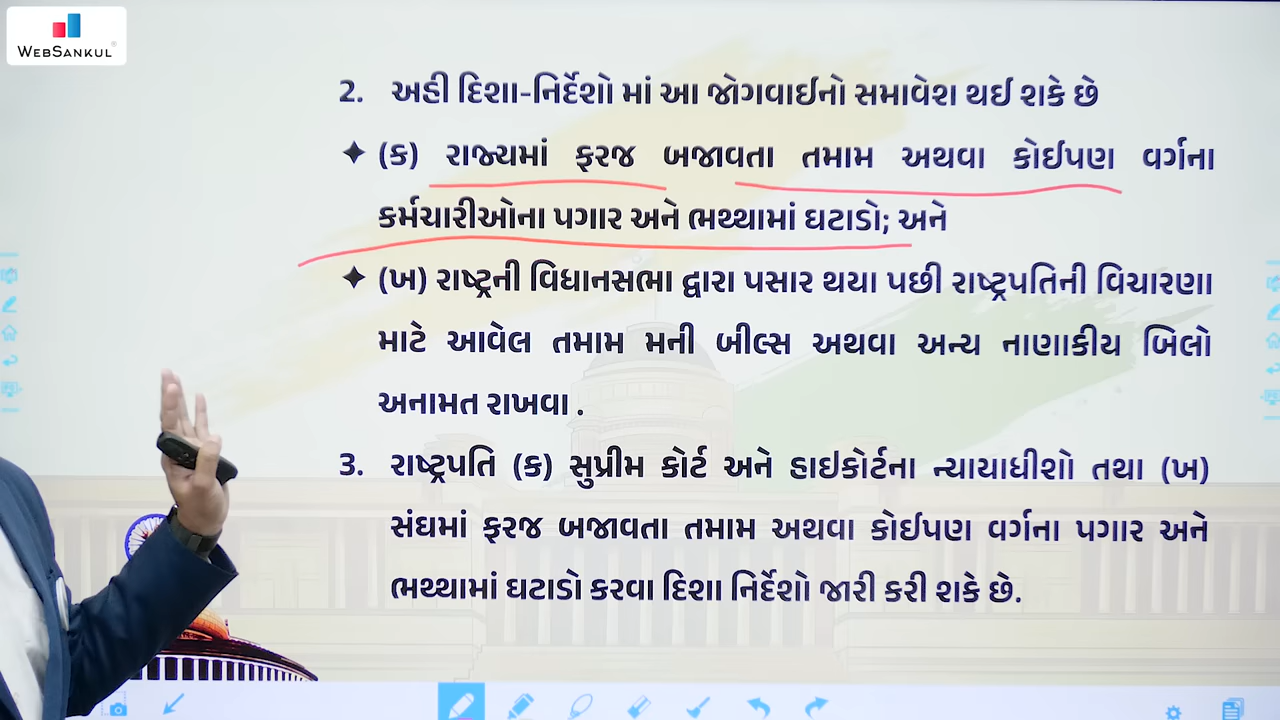 WEBSANKUL
2. અહી દિશા-નિર્દેશો માં આ જોગવાઈનો સમાવેશ થઈ શકે છે
(ક) રાજ્યમાં ફરજ બજાવતા તમામ અથવા કોઈપણ વર્ગના
કર્મચારીઓના પગાર અને ભથ્થામાં ઘટાડો; અને
(ખ) રાષ્ટ્રની વિધાનસભા દ્વારા પસાર થયા પછી રાષ્ટ્રપતિની વિચારણા
માટે આવેલ તમામ મની બીલ્સ અથવા અન્ય નાણાકીય બિલો
અનામત રાખવા .
3. રાષ્ટ્રપતિ (ક) સુપ્રીમ કોર્ટ અને હાઇકોર્ટના ન્યાયાધીશો તથા (ખ)
સંઘમાં ફરજ બજાવતા તમામ અથવા કોઈપણ વર્ગના પગાર અને
ભથ્થામાં ઘટાડો કરવા દિશા નિર્દેશો જારી કરી શકે છે.